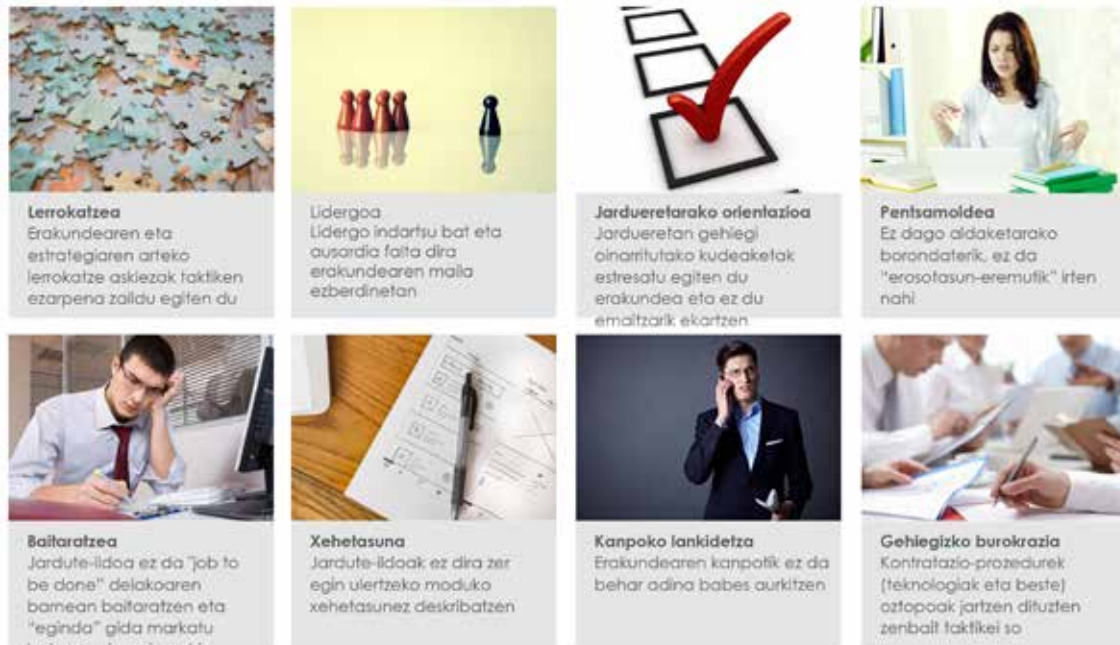 Lerrokatzea
Erakundearen eta
estrategiaren arteko
lerrokatze askiezak taktiken
ezarpena zaildu egiten du
Lidergoa
Lidergo indartsu bat eta
ausardia falta dira
erakundearen maila
ezberdinetan
Jardueretarako orientazioa
Jardueretan gehiegi
oinarritutako kudeaketak
estresatu egiten du
erakundea eta ez du
emaitzarik ekartzen
Pentsamoldea
Ez dago aldaketarako
borondaterik, ez da
"erosotasun-eremutik" irten
nahi
Baitaratzea
Jardute-ildoa ez da "job to
be done" delakoaren
barnean baitaratzen eta
"eginda" gida markatu
Xehetasuna
Jardute-ildoak ez dira zer
egin ulertzeko moduko
xehetasunez deskribatzen
Kanpoko lankidetza
Erakundearen kanpotik ez da
behar adina babes aurkitzen
Gehiegizko burokrazia
Kontratazio-prozedurek
(teknologiak eta beste)
oztopoak jartzen dituzten
zenbait taktikei so